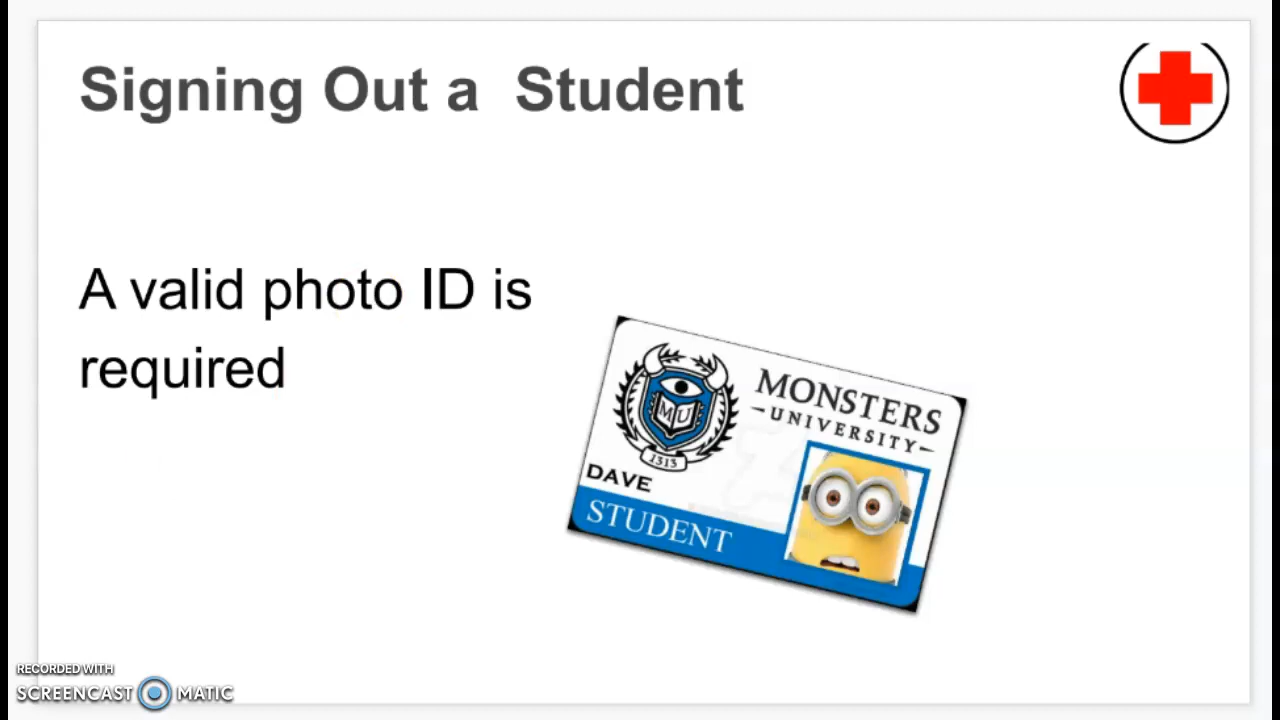 Signing Out a Student
A valid photo ID is
required
MONSTERS
-UNIVERSITY-
MU
1313
DAVE
STUDENT
RECORDED WITH
SCREENCAST MATIC